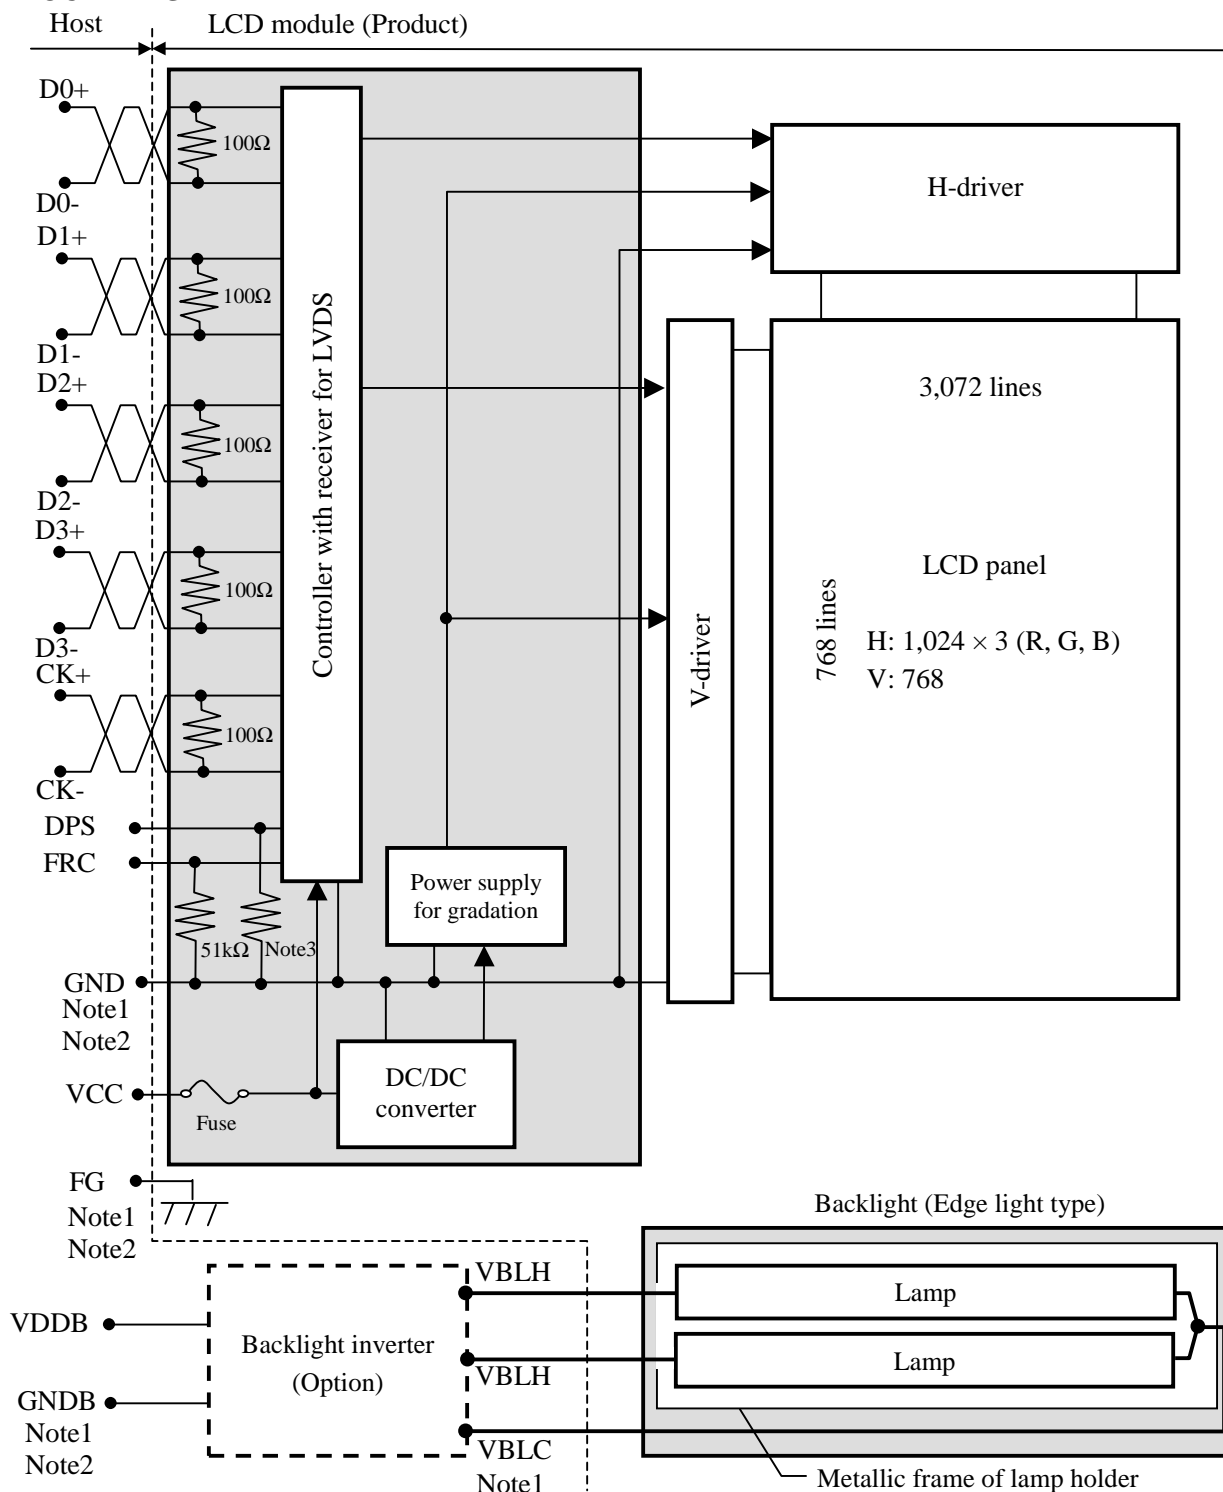 Host
LCD module (Product)
D0+
100Ω
D0-
D1+
100Ω
D1-
D2+
100Ω
D2-
D3+
100Ω
D3-
CK+
100Ω
CK-
DPS
FRC
51kΩ
Note3
GND
Note1
Note2
VCC
Fuse
FG
Note1
Note2
Controller with receiver for LVDS
Power supply
for gradation
DC/DC
converter
H-driver
V-driver
3,072 lines
768 lines
LCD panel
H: 1,024 × 3 (R, G, B)
V: 768
Backlight (Edge light type)
VDDB
GNDB
Note1
Note2
Backlight inverter
(Option)
VBLH
VBLH
VBLC
Note1
Lamp
Lamp
Metallic frame of lamp holder